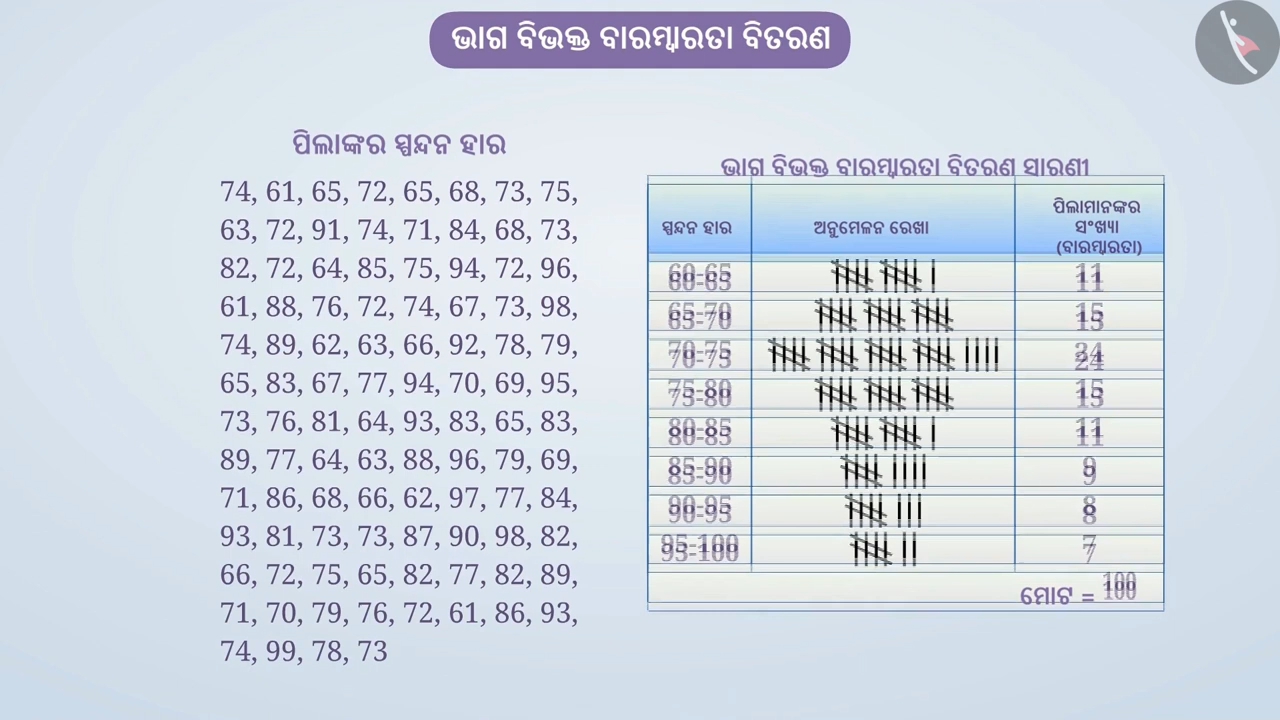 ଭାଗ ବିଭକ୍ତ ବାରମ୍ବାରତା ବିତରଣ
ପିଲାଙ୍କର ସ୍ପନ୍ଦନ ହାର
74, 61, 65, 72, 65, 68, 73, 75,
63, 72, 91, 74, 71, 84, 68, 73,
82, 72, 64, 85, 75, 94, 72, 96,
61, 88, 76, 72, 74, 67, 73, 98,
74, 89, 62, 63, 66, 92, 78, 79,
65, 83, 67, 77, 94, 70, 69, 95,
73, 76, 81, 64, 93, 83, 65, 83,
89, 77, 64, 63, 88, 96, 79, 69,
71, 86, 68, 66, 62, 97, 77, 84,
93, 81, 73, 73, 87, 90, 98, 82,
66, 72, 75, 65, 82, 77, 82, 89,
71, 70, 79, 76, 72, 61, 86, 93,
74, 99, 78, 73
ଭାଗ ବିଭକ୍ତ ବାରମ୍ବାରତା ବିତରଣ ସାରଣୀ
ସ୍ପନ୍ଦନ ହାର ଅନୁମେଳନ ରେଖା ପିଲାମାନଙ୍କର
ସଂଖ୍ୟା
(ବାରମ୍ବାରତା)
60-65 11
65-70 15
70-75 24
75-80 15
80-85 11
85-90 9
90-95 8
95-100 7
ମୋଟ = 100